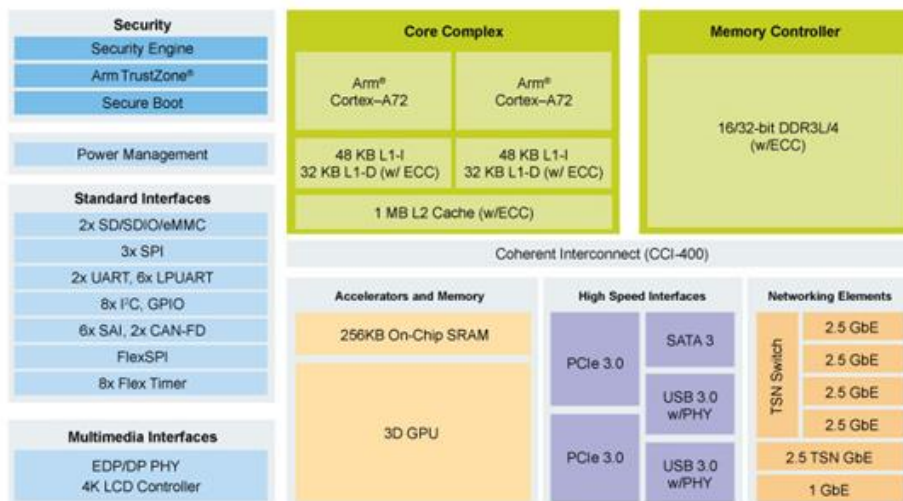 Security
Security Engine
Arm TrustZone®
Secure Boot
Power Management
Standard Interfaces
2x SD/SDIO/eMMC
3x SPI
2x UART, 6x LPUART
8x I²C, GPIO
6x SAI, 2x CAN-FD
FlexSPI
8x Flex Timer
Multimedia Interfaces
EDP/DP PHY
4K LCD Controller
Core Complex
Arm®
Cortex–A72
Arm®
Cortex–A72
48 KB L1-I
32 KB L1-D (w/ ECC)
48 KB L1-I
32 KB L1-D (w/ ECC)
1 MB L2 Cache (w/ECC)
Memory Controller
16/32-bit DDR3L/4
(w/ECC)
Coherent Interconnect (CCI-400)
Accelerators and Memory
256KB On-Chip SRAM
3D GPU
High Speed Interfaces
PCIe 3.0
PCIe 3.0
SATA 3
USB 3.0
w/PHY
USB 3.0
w/PHY
Networking Elements
TSN Switch
2.5 GbE
2.5 GbE
2.5 GbE
2.5 GbE
2.5 TSN GbE
1 GbE